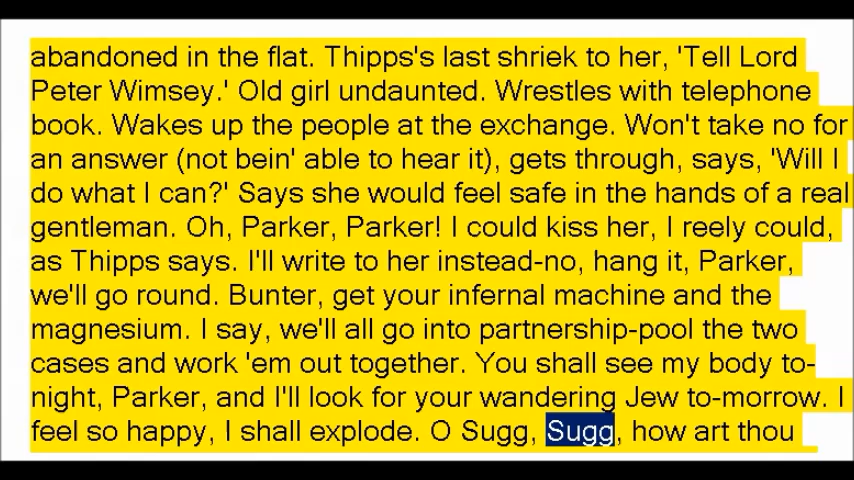 abandoned in the flat. Thipps's last shriek to her, 'Tell Lord
Peter Wimsey.' Old girl undaunted. Wrestles with telephone
book. Wakes up the people at the exchange. Won't take no for
an answer (not bein' able to hear it), gets through, says, 'Will I
do what I can?' Says she would feel safe in the hands of a real
gentleman. Oh, Parker, Parker! I could kiss her, I reely could,
as Thipps says. I'll write to her instead-no, hang it, Parker,
we'll go round. Bunter, get your infernal machine and the
magnesium. I say, we'll all go into partnership-pool the two
cases and work 'em out together. You shall see my body to-
night, Parker, and I'll look for your wandering Jew to-morrow. I
feel so happy, I shall explode. O Sugg, Sugg, how art thou